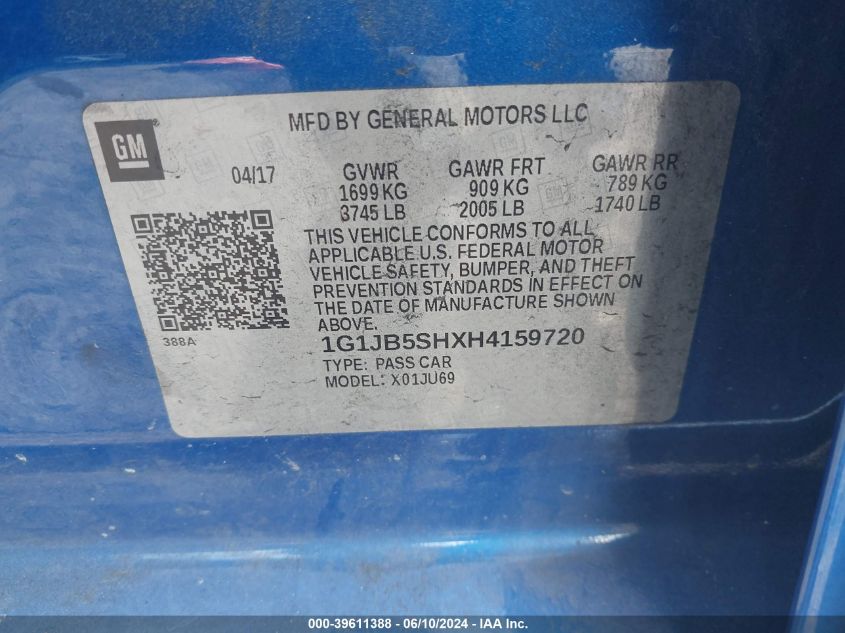 GM
MFD BY GENERAL MOTORS LLC
04/17 GVWR GAWR FRT GAWR RR
1699 KG 909 KG 789 KG
3745 LB 2005 LB 1740 LB
THIS VEHICLE CONFORMS TO ALL
APPLICABLE U.S. FEDERAL MOTOR
VEHICLE SAFETY, BUMPER, AND THEFT
PREVENTION STANDARDS IN EFFECT ON
THE DATE OF MANUFACTURE SHOWN
ABOVE.
388A
1G1JB5SHXH4159720
TYPE: PASS CAR
MODEL: X01JU69
000-39611388 - 06/10/2024 - IAAI.com